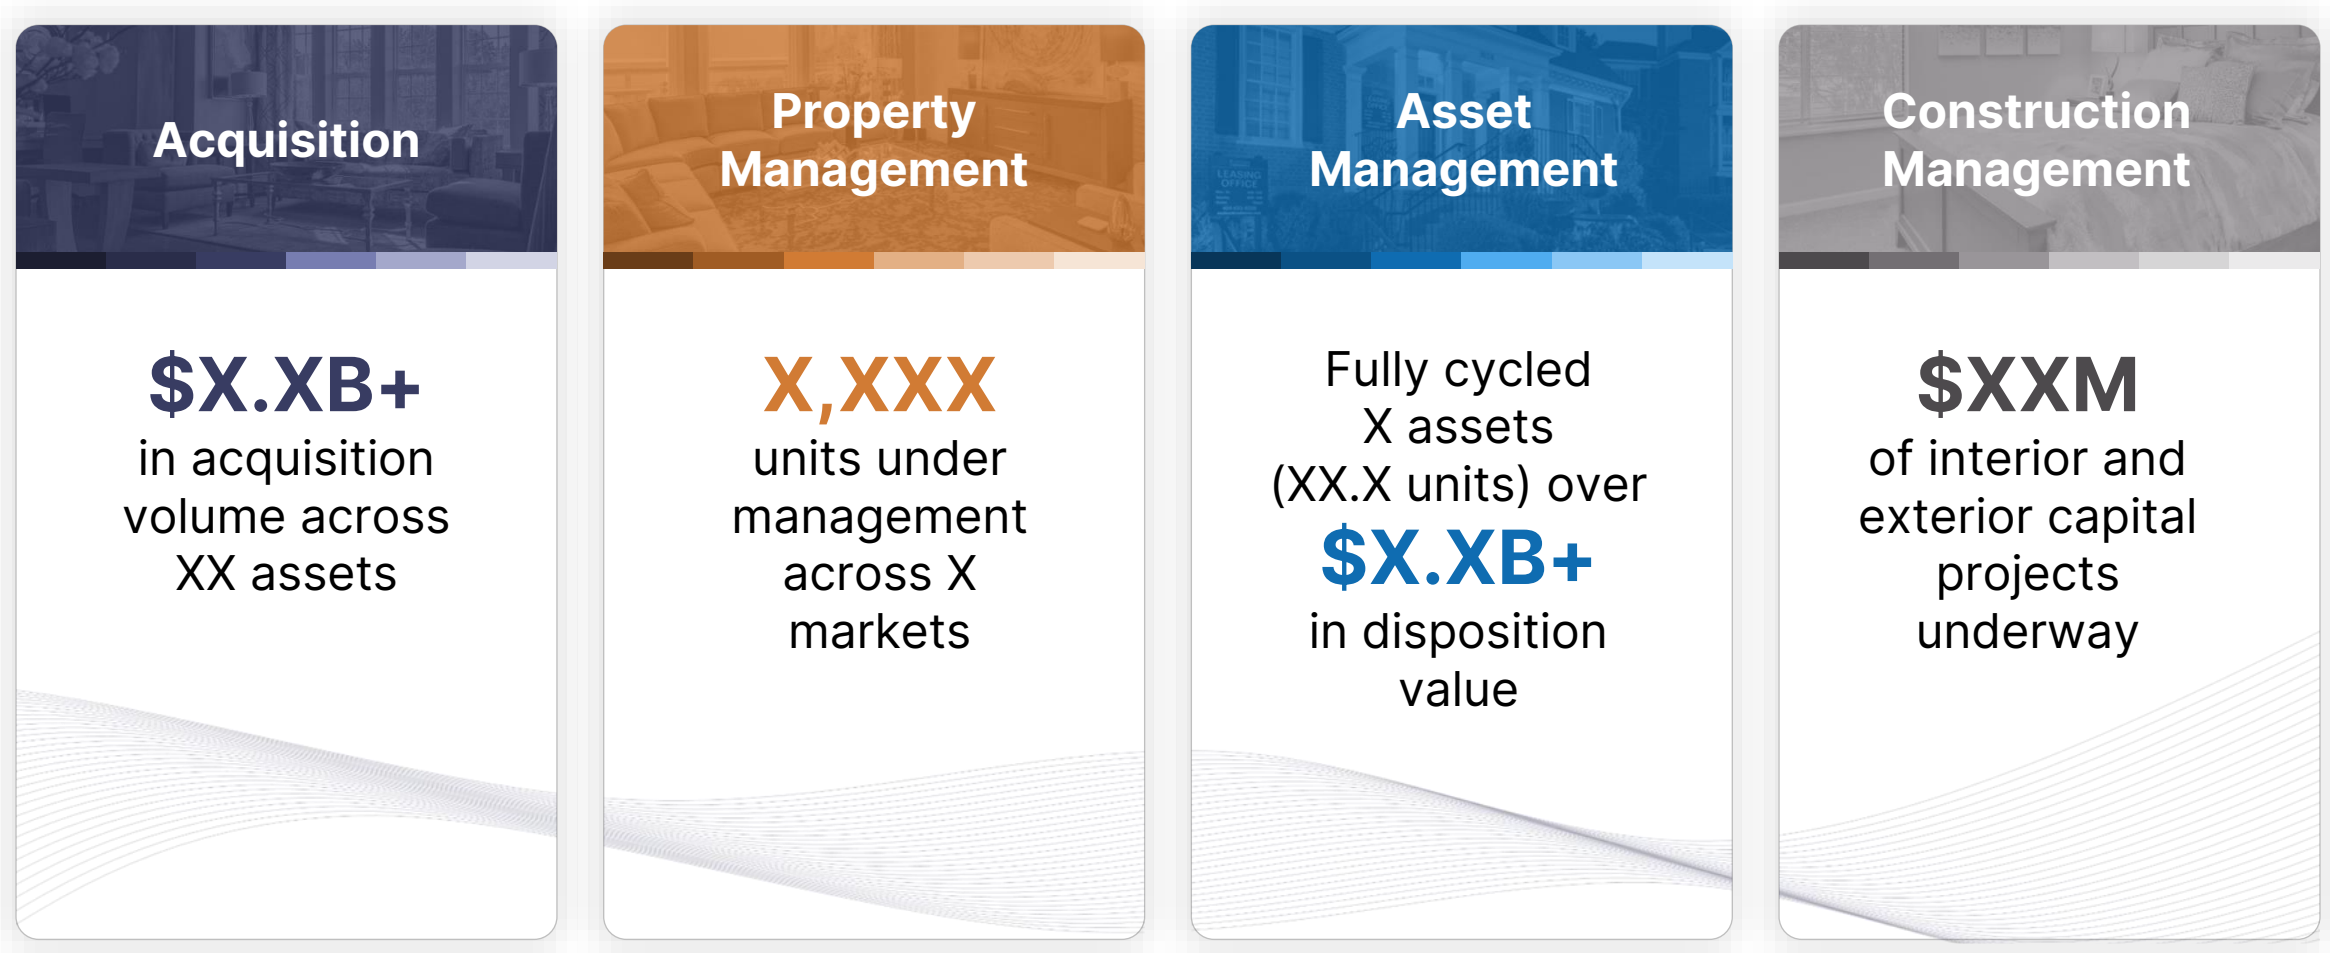 Acquisition
$X.XB+
in acquisition
volume across
XX assets
Property
Management
X,XXX
units under
management
across X
markets
Asset
Management
LEASING
OFFICE
Fully cycled
X assets
(XX.X units) over
$X.XB+
in disposition
value
Construction
Management
$XXM
of interior and
exterior capital
projects
underway